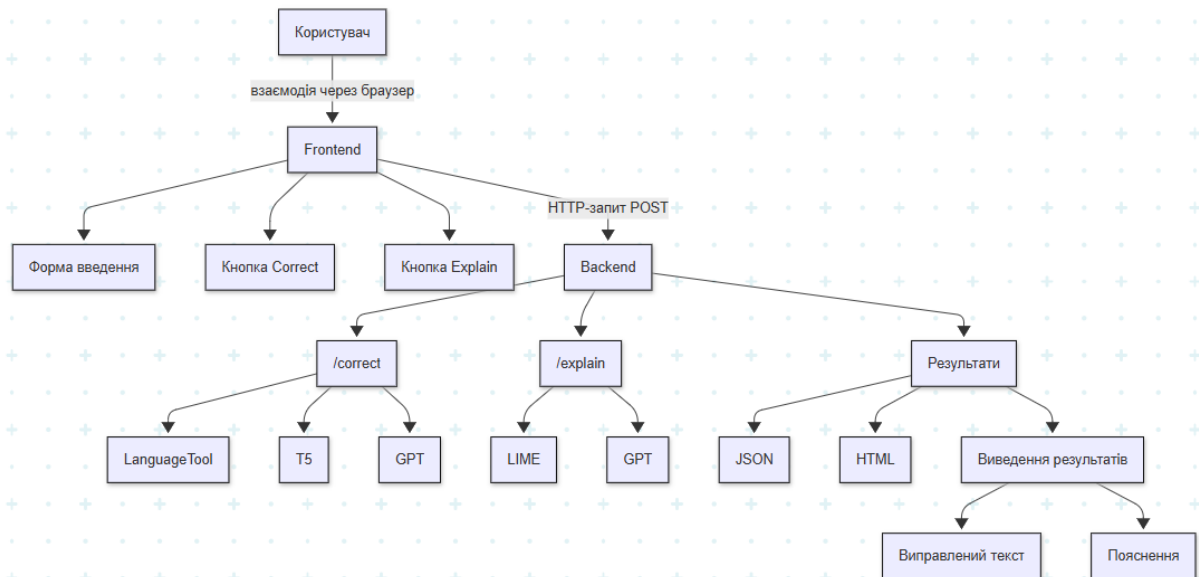 Користувач
взаємодія через браузер
Frontend
HTTP-запит POST
Форма введення
Кнопка Correct
Кнопка Explain
Backend
/correct
/explain
Результати
LanguageTool
T5
GPT
LIME
GPT
JSON
HTML
Виведення результатів
Виправлений текст
Пояснення